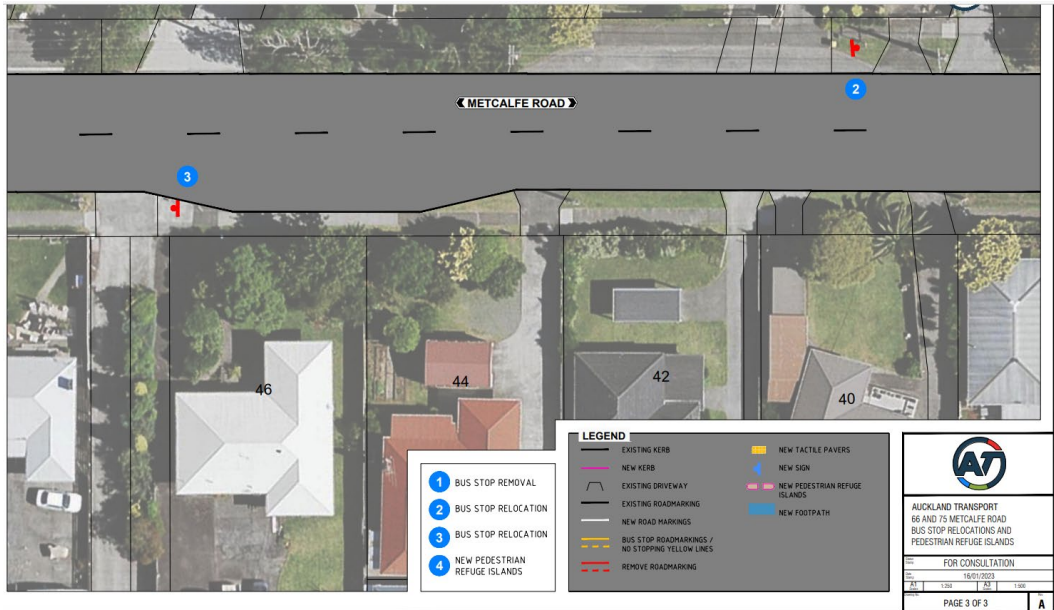 METCALFE ROAD
2
3
46
44
42
40
1 BUS STOP REMOVAL
2 BUS STOP RELOCATION
3 BUS STOP RELOCATION
4 NEW PEDESTRIAN
REFUGE ISLANDS
LEGEND
EXISTING KERB
NEW KERB
EXISTING DRIVEWAY
EXISTING ROADMARKING
NEW ROAD MARKINGS
BUS STOP ROADMARKINGS /
NO STOPPING YELLOW LINES
REMOVE ROADMARKING
NEW TACTILE PAVERS
NEW SIGN
NEW PEDESTRIAN REFUGE
ISLANDS
NEW FOOTPATH
AT
AUCKLAND TRANSPORT
66 AND 75 METCALFE ROAD
BUS STOP RELOCATIONS AND
PEDESTRIAN REFUGE ISLANDS
FOR CONSULTATION
16/01/2023
A1 1:250 A3 1:500
PAGE 3 OF 3
A